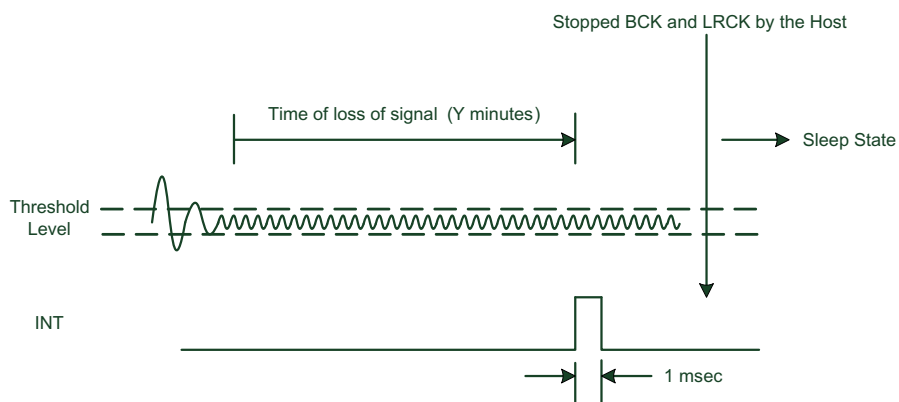 Stopped BCK and LRCK by the Host
Time of loss of signal (Y minutes)
Sleep State
Threshold
Level
INT
1 msec